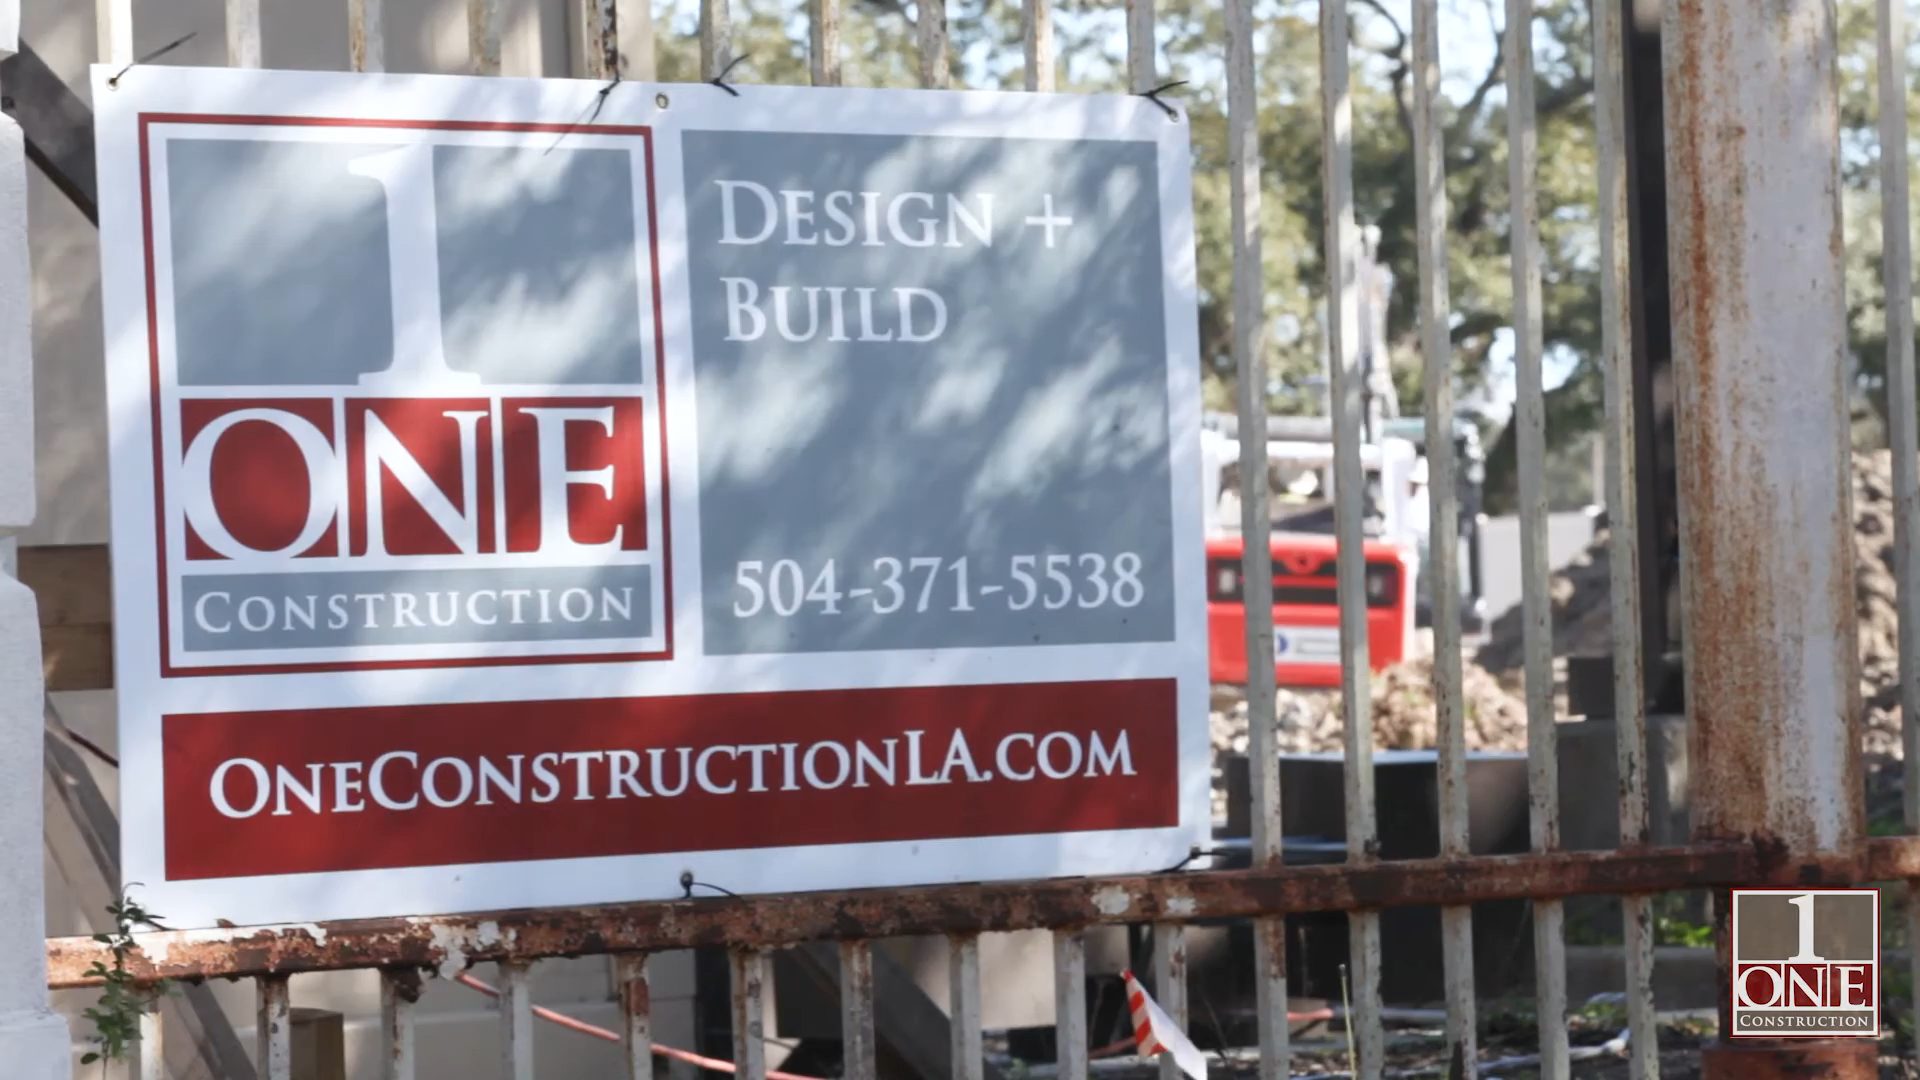 1
ONE
CONSTRUCTION
DESIGN +
BUILD
504-371-5538
ONECONSTRUCTIONLA.COM
1
ONE
CONSTRUCTION